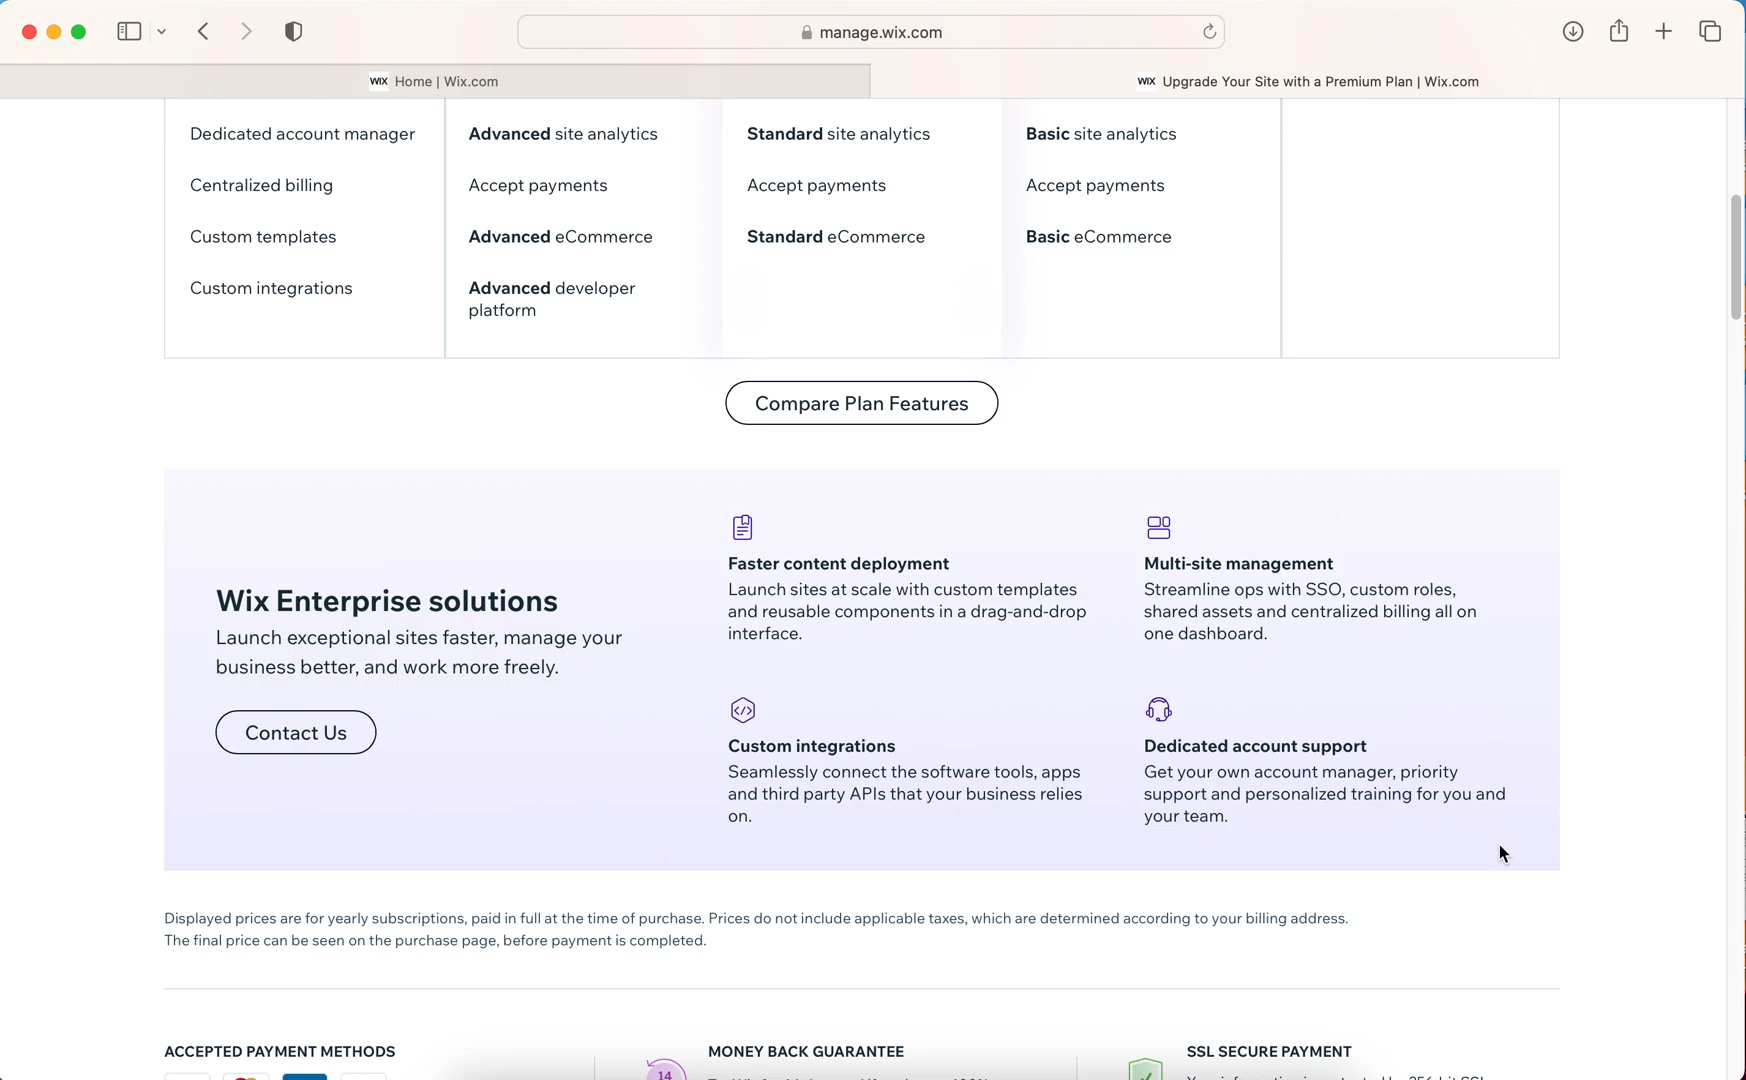 manage.wix.com
WIX Home | Wix.com
WIX Upgrade Your Site with a Premium Plan | Wix.com
Dedicated account manager
Centralized billing
Custom templates
Custom integrations
Advanced site analytics
Accept payments
Advanced eCommerce
Advanced developer
platform
Standard site analytics
Accept payments
Standard eCommerce
Basic site analytics
Accept payments
Basic eCommerce
Compare Plan Features
Wix Enterprise solutions
Launch exceptional sites faster, manage your
business better, and work more freely.
Contact Us
Faster content deployment
Launch sites at scale with custom templates
and reusable components in a drag-and-drop
interface.
Multi-site management
Streamline ops with SSO, custom roles,
shared assets and centralized billing all on
one dashboard.
Custom integrations
Seamlessly connect the software tools, apps
and third party APIs that your business relies
on.
Dedicated account support
Get your own account manager, priority
support and personalized training for you and
your team.
Displayed prices are for yearly subscriptions, paid in full at the time of purchase. Prices do not include applicable taxes, which are determined according to your billing address.
The final price can be seen on the purchase page, before payment is completed.
ACCEPTED PAYMENT METHODS
14
MONEY BACK GUARANTEE
SSL SECURE PAYMENT